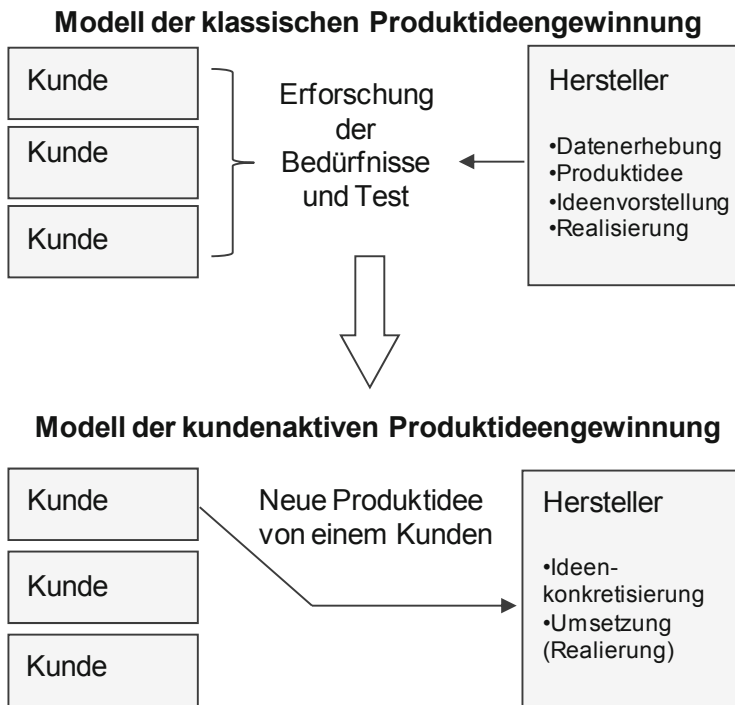 Modell der klassischen Produktideengewinnung
Kunde
Kunde
Kunde
Erforschung
der
Bedürfnisse
und Test
Hersteller
•Datenerhebung
•Produktidee
•Ideenvorstellung
•Realisierung
Modell der kundenaktiven Produktideengewinnung
Kunde
Kunde
Kunde
Neue Produktidee
von einem Kunden
Hersteller
•Ideen-
konkretisierung
•Umsetzung
(Realierung)